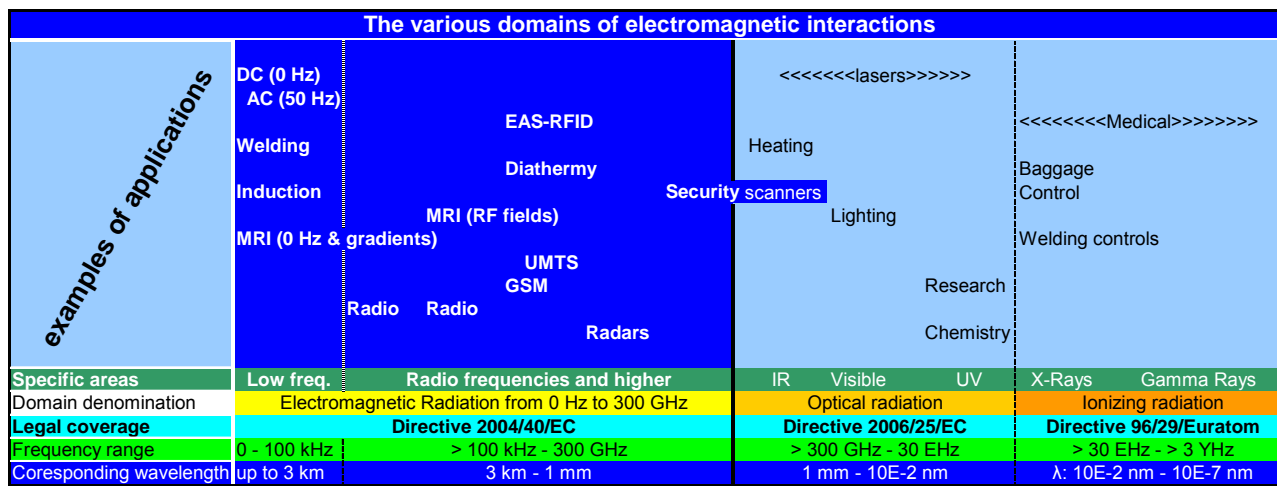 The various domains of electromagnetic interactions
examples of applications
DC (0 Hz) <<<<<<<lasers>>>>>>
AC (50 Hz)
EAS-RFID <<<<<<<<Medical>>>>>>>>
Welding Heating
Diathermy Baggage
Induction Security scanners Control
MRI (RF fields) Lighting
MRI (0 Hz & gradients) Welding controls
UMTS
GSM Research
Radio Radio
Radars Chemistry
Specific areas Low freq. Radio frequencies and higher IR Visible UV X-Rays Gamma Rays
Domain denomination Electromagnetic Radiation from 0 Hz to 300 GHz Optical radiation Ionizing radiation
Legal coverage Directive 2004/40/EC Directive 2006/25/EC Directive 96/29/Euratom
Frequency range 0 - 100 kHz > 100 kHz - 300 GHz > 300 GHz - 30 EHz > 30 EHz - > 3 YHz
Coresponding wavelength up to 3 km 3 km - 1 mm 1 mm - 10E-2 nm λ: 10E-2 nm - 10E-7 nm